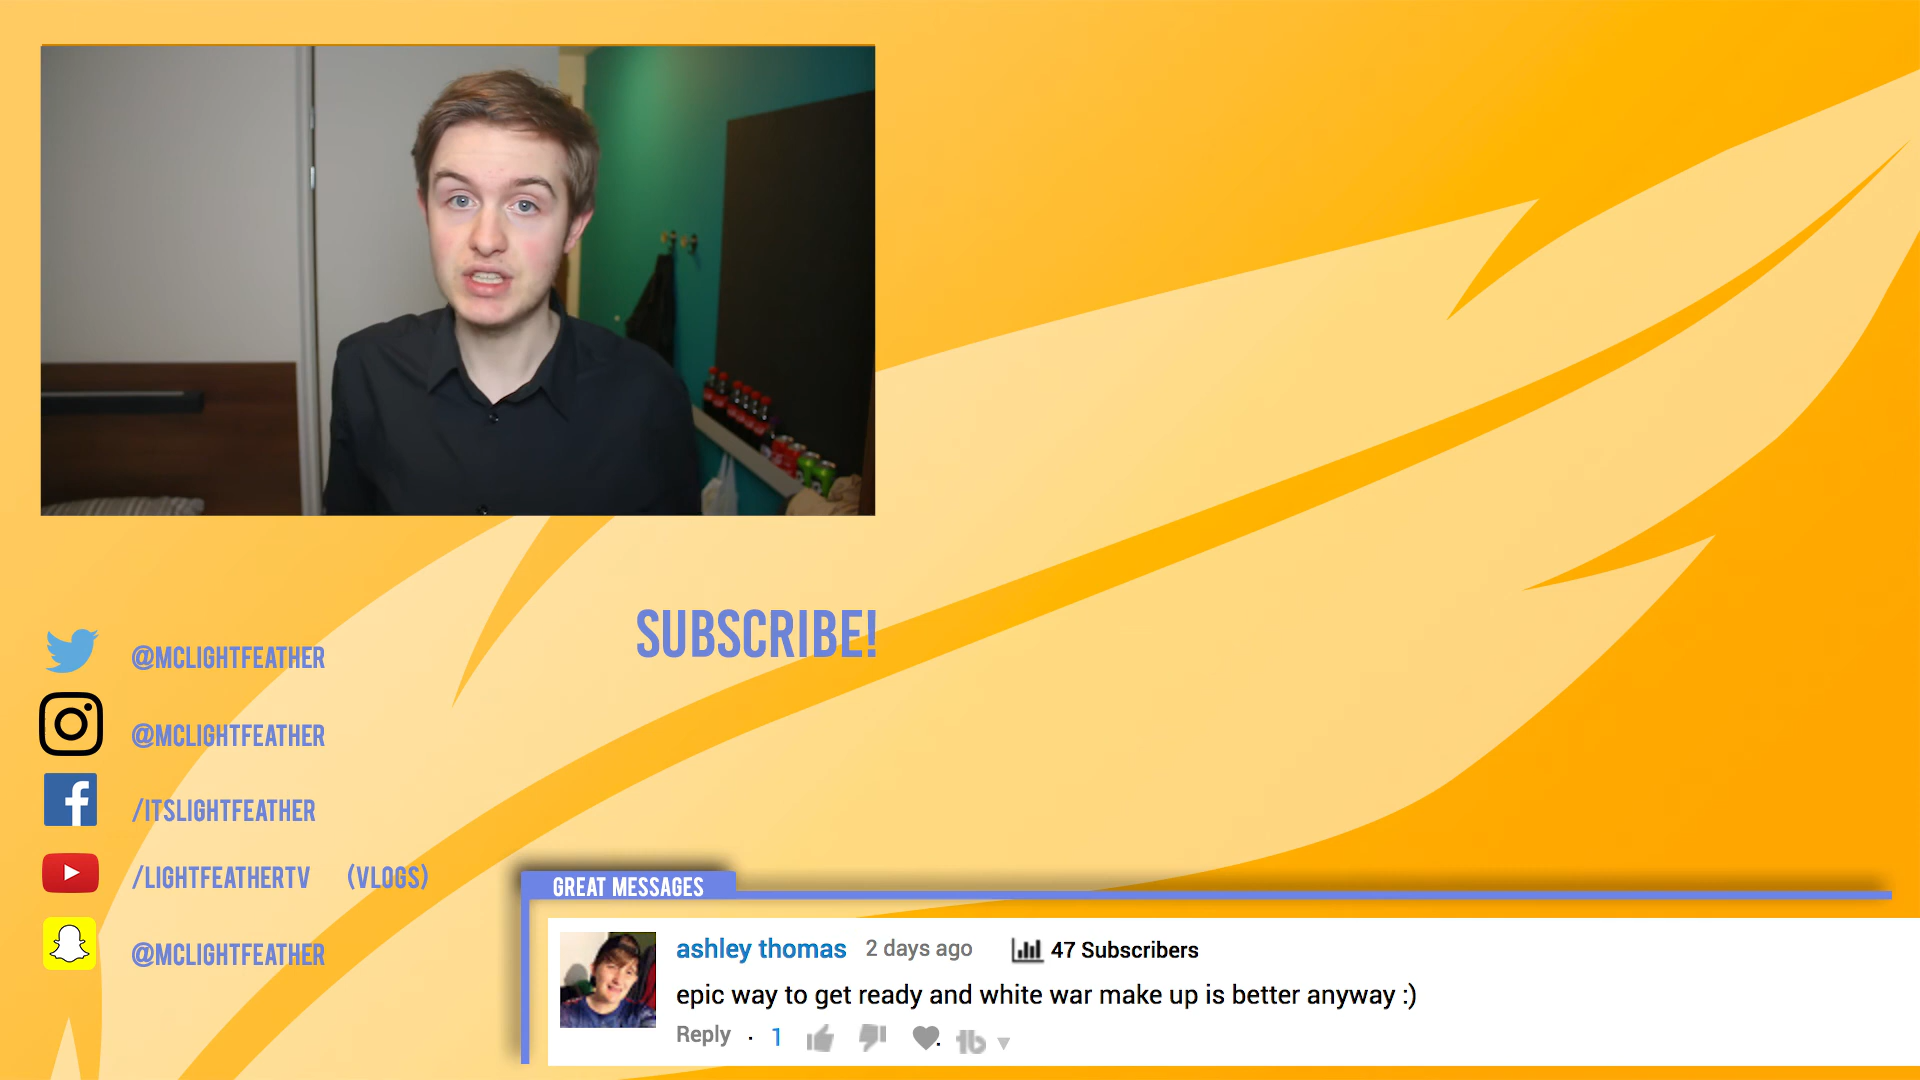 SUBSCRIBE!
@MCLIGHTFEATHER
@MCLIGHTFEATHER
/ITSLIGHTFEATHER
/LIGHTFEATHERTV (VLOGS)
@MCLIGHTFEATHER
GREAT MESSAGES
ashley thomas 2 days ago 47 Subscribers
epic way to get ready and white war make up is better anyway :)
Reply · 1